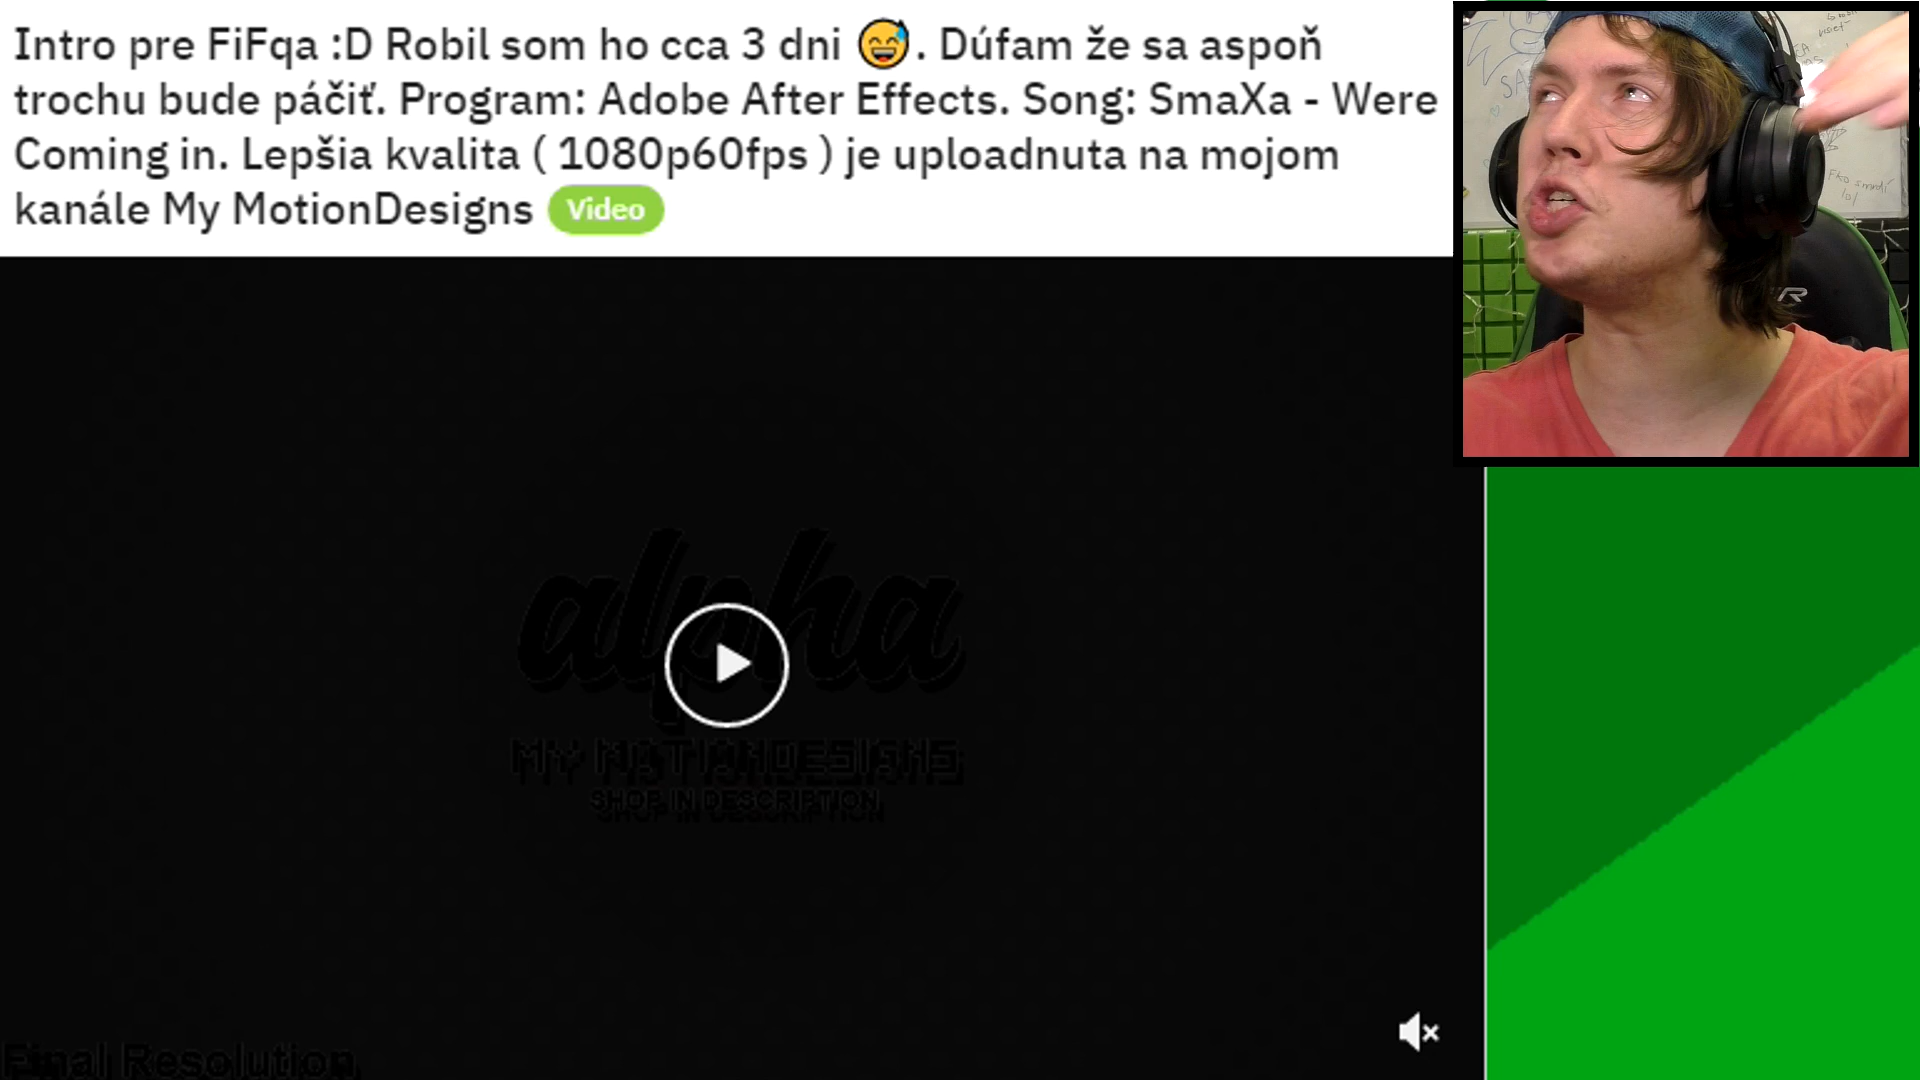 Intro pre FiFqa :D Robil som ho cca 3 dni 😅. Dúfam že sa aspoň
trochu bude páčiť. Program: Adobe After Effects. Song: SmaXa - Were
Coming in. Lepšia kvalita ( 1080p60fps ) je uploadnuta na mojom
kanále My MotionDesigns Video
alpha
MY MOTIONDESIGNS
SHOP IN DESCRIPTION
Final Resolution